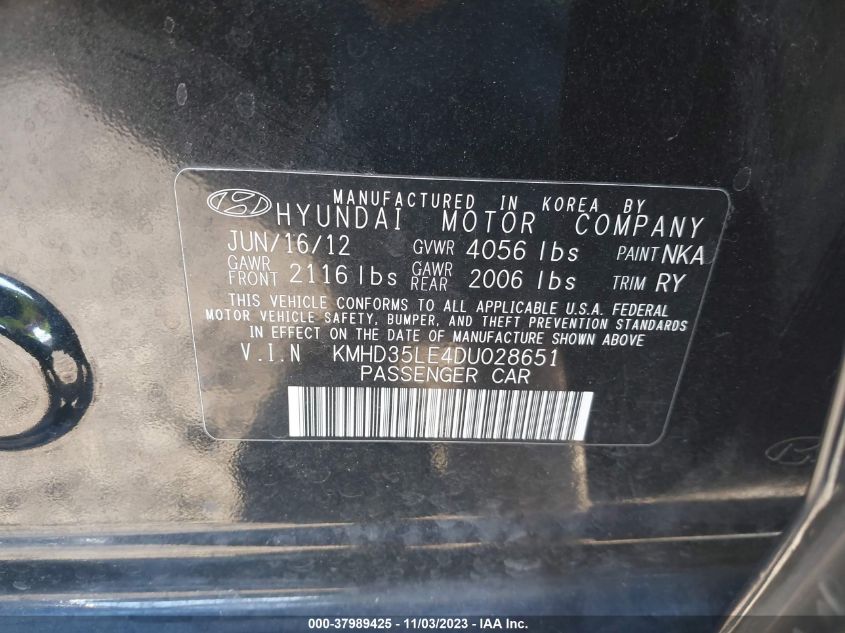 MANUFACTURED IN KOREA BY
HYUNDAI MOTOR COMPANY
JUN/16/12 GVWR 4056 lbs PAINT NKA
GAWR FRONT 2116 lbs GAWR REAR 2006 lbs TRIM RY
THIS VEHICLE CONFORMS TO ALL APPLICABLE U.S.A. FEDERAL
MOTOR VEHICLE SAFETY, BUMPER, AND THEFT PREVENTION STANDARDS
IN EFFECT ON THE DATE OF MANUFACTURE SHOWN ABOVE
V.I.N KMHD35LE4DU028651
PASSENGER CAR
000-37989425 - 11/03/2023 - © IAA Inc.